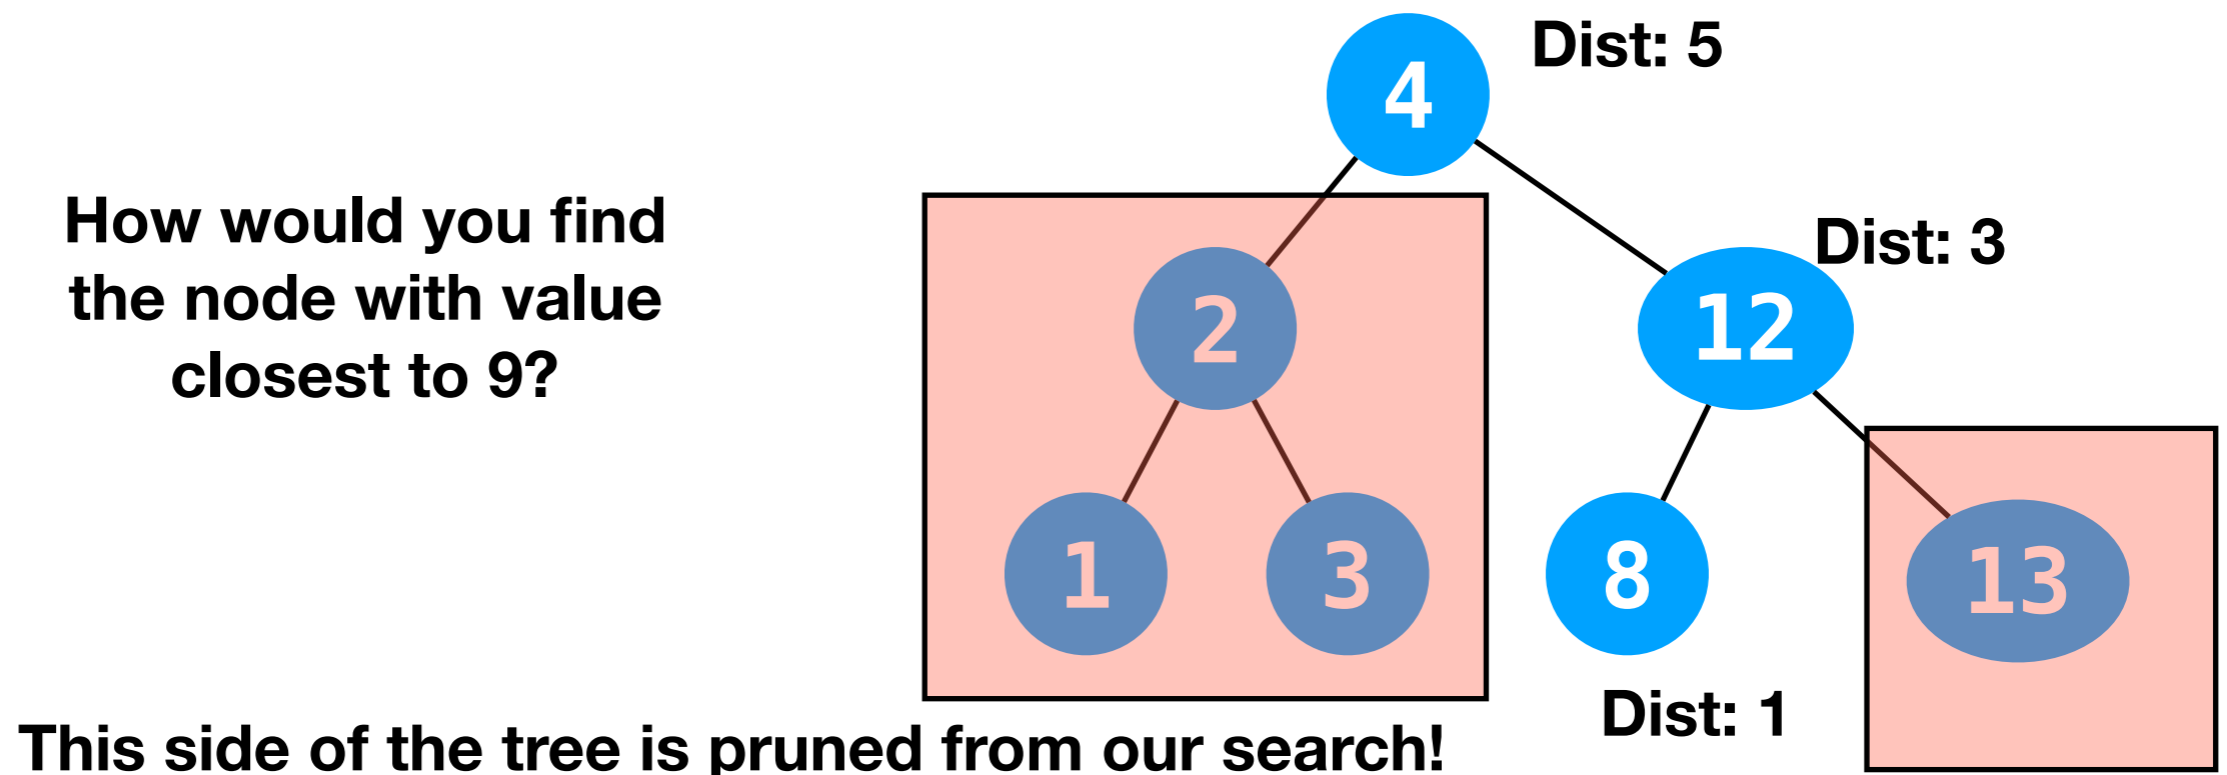 4
Dist: 5
How would you find
the node with value
closest to 9?
2
12
Dist: 3
1
3
8
13
Dist: 1
This side of the tree is pruned from our search!